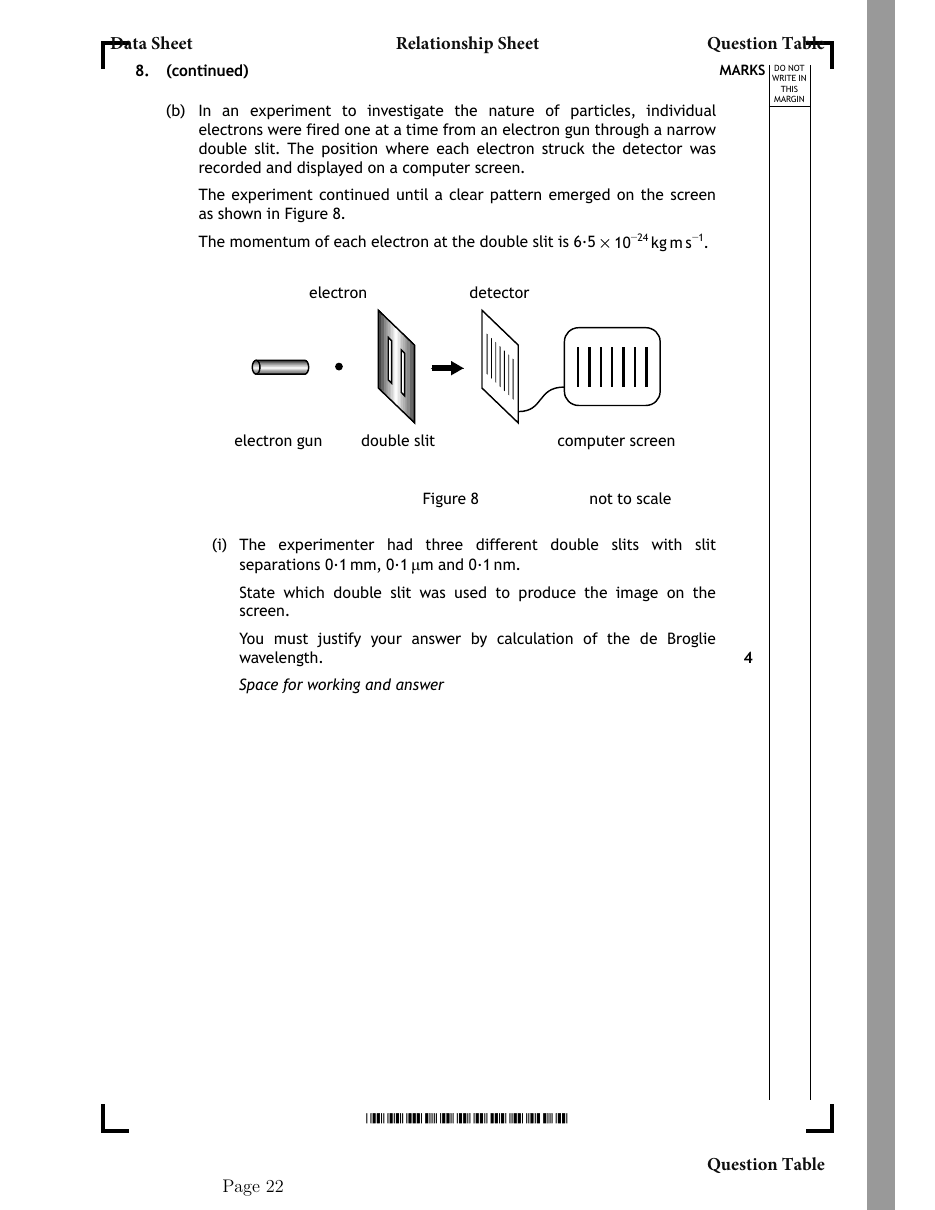 Data Sheet Relationship Sheet Question Table
8. (continued)
MARKS
DO NOT
WRITE IN
THIS
MARGIN
(b) In an experiment to investigate the nature of particles, individual
electrons were fired one at a time from an electron gun through a narrow
double slit. The position where each electron struck the detector was
recorded and displayed on a computer screen.
The experiment continued until a clear pattern emerged on the screen
as shown in Figure 8.
The momentum of each electron at the double slit is 6·5 × 10⁻²⁴ kg m s⁻¹.
electron detector
electron gun double slit computer screen
Figure 8 not to scale
(i) The experimenter had three different double slits with slit
separations 0·1 mm, 0·1 μm and 0·1 nm.
State which double slit was used to produce the image on the
screen.
You must justify your answer by calculation of the de Broglie
wavelength. 4
Space for working and answer
Question Table
Page 22